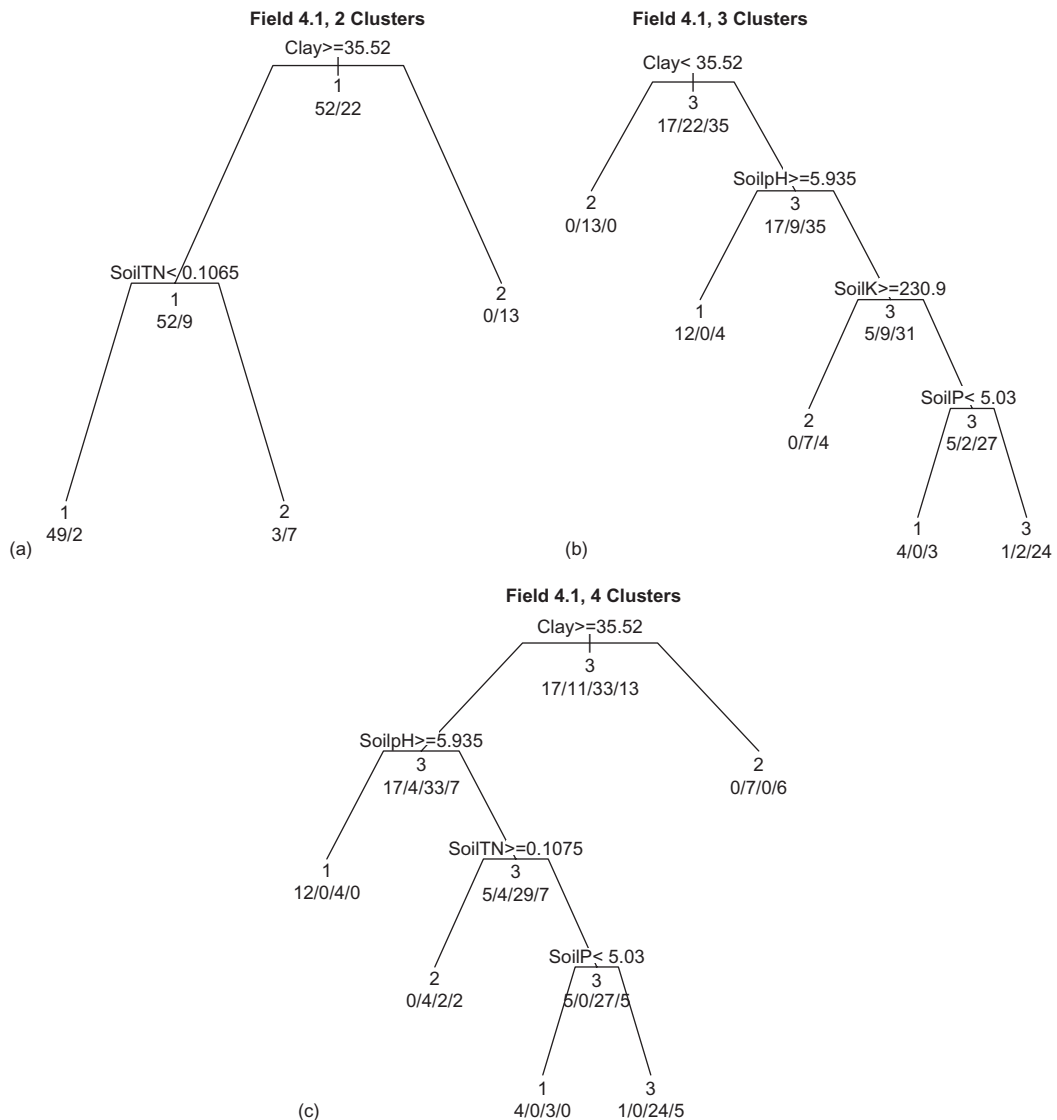 Field 4.1, 2 Clusters
Clay>=35.52
1
52/22
SoilTN< 0.1065
1
52/9
2
0/13
1
49/2
2
3/7
(a)
Field 4.1, 3 Clusters
Clay< 35.52
3
17/22/35
2
0/13/0
SoilpH>=5.935
3
17/9/35
1
12/0/4
SoilK>=230.9
3
5/9/31
2
0/7/4
SoilP< 5.03
3
5/2/27
1
4/0/3
3
1/2/24
(b)
Field 4.1, 4 Clusters
Clay>=35.52
3
17/11/33/13
SoilpH>=5.935
3
17/4/33/7
2
0/7/0/6
1
12/0/4/0
SoilTN>=0.1075
3
5/4/29/7
2
0/4/2/2
SoilP< 5.03
3
5/0/27/5
1
4/0/3/0
3
1/0/24/5
(c)